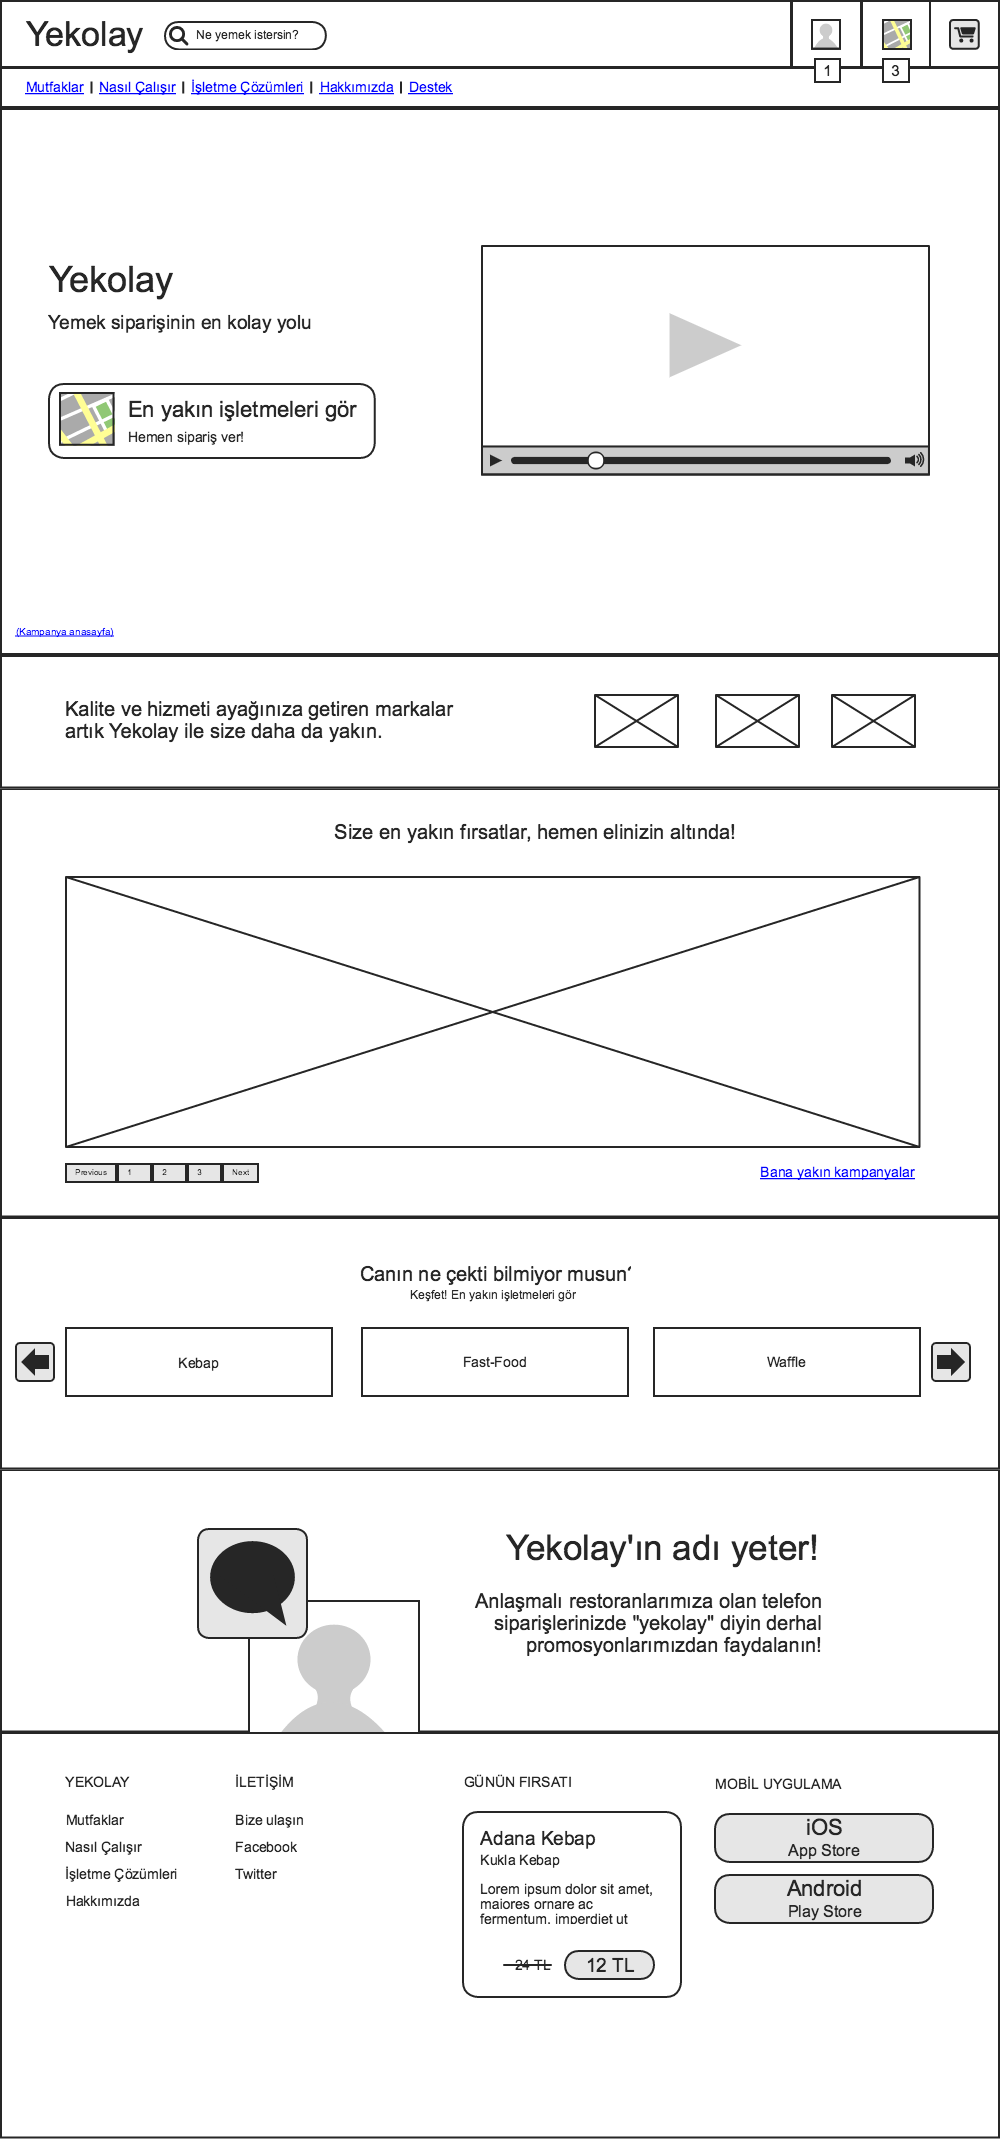 Yekolay
Ne yemek istersin?
1
3
Mutfaklar | Nasıl Çalışır | İşletme Çözümleri | Hakkımızda | Destek
Yekolay
Yemek siparişinin en kolay yolu
En yakın işletmeleri gör
Hemen sipariş ver!
(Kampanya anasayfa)
Kalite ve hizmeti ayağınıza getiren markalar
artık Yekolay ile size daha da yakın.
Size en yakın fırsatlar, hemen elinizin altında!
Previous 1 2 3 Next
Bana yakın kampanyalar
Canın ne çekti bilmiyor musun
Keşfet! En yakın işletmeleri gör
Kebap
Fast-Food
Waffle
Yekolay'ın adı yeter!
Anlaşmalı restoranlarımıza olan telefon
siparişlerinizde "yekolay" diyin derhal
promosyonlarımızdan faydalanın!
YEKOLAY
Mutfaklar
Nasıl Çalışır
İşletme Çözümleri
Hakkımızda
İLETİŞİM
Bize ulaşın
Facebook
Twitter
GÜNÜN FIRSATI
Adana Kebap
Kukla Kebap
Lorem ipsum dolor sit amet,
maiores ornare ac
fermentum, imperdiet ut
24 TL
12 TL
MOBİL UYGULAMA
iOS
App Store
Android
Play Store